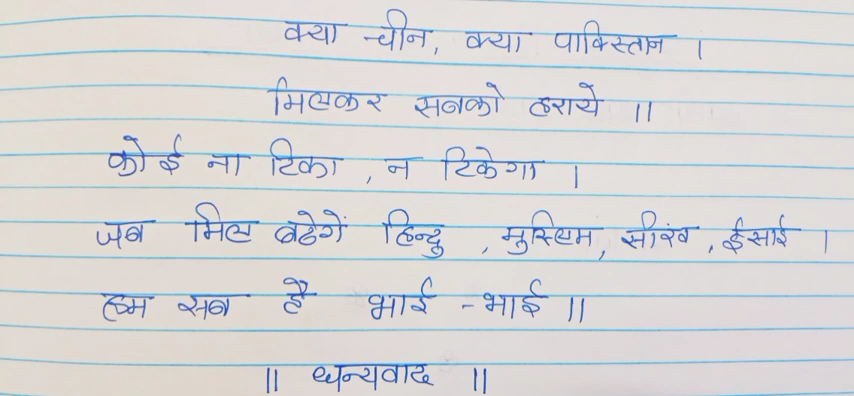 क्या चीन, क्या पाकिस्तान ।
मिलकर सबको हराये ॥
कोई ना टिका , न टिकेगा ।
जब मिल बढेगें हिन्दु , मुस्लिम, सीख , ईसाई ।
हम सब है भाई - भाई ॥
॥ धन्यवाद ॥